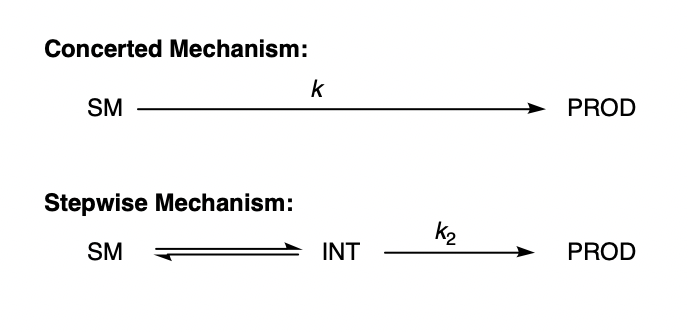 Concerted Mechanism:
k
SM PROD
Stepwise Mechanism:
k2
SM INT PROD